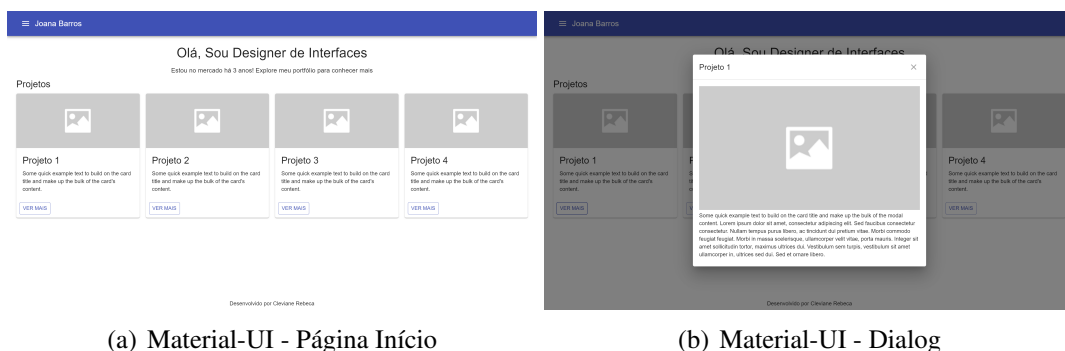 Joana Barros
Olá, Sou Designer de Interfaces
Estou no mercado há 3 anos! Explore meu portfólio para conhecer mais
Projetos
Projeto 1
Some quick example text to build on the card
title and make up the bulk of the card's
content.
VER MAIS
Projeto 2
Some quick example text to build on the card
title and make up the bulk of the card's
content.
VER MAIS
Projeto 3
Some quick example text to build on the card
title and make up the bulk of the card's
content.
VER MAIS
Projeto 4
Some quick example text to build on the card
title and make up the bulk of the card's
content.
VER MAIS
Desenvolvido por Cleviane Rebeca
(a) Material-UI - Página Início
Joana Barros
Olá, Sou Designer de Interfaces
Projetos
Projeto 1
Some quick example text to build on the card
title and make up the bulk of the card's
content.
VER MAIS
Projeto 1
Some quick example text to build on the card title and make up the bulk of the modal
content. Lorem ipsum dolor sit amet, consectetur adipiscing elit. Sed faucibus consectetur
consectetur. Nullam tempus purus libero, ac tincidunt dui pretium vitae. Morbi commodo
feugiat feugiat. Morbi in massa scelerisque, ullamcorper velit vitae, porta mauris. Integer sit
amet sollicitudin tortor, maximus ultrices dui. Vestibulum sem turpis, vestibulum sit amet
ullamcorper in, ultrices sed dui. Sed et ornare libero.
Projeto 4
Some quick example text to build on the card
title and make up the bulk of the card's
content.
VER MAIS
Desenvolvido por Cleviane Rebeca
(b) Material-UI - Dialog